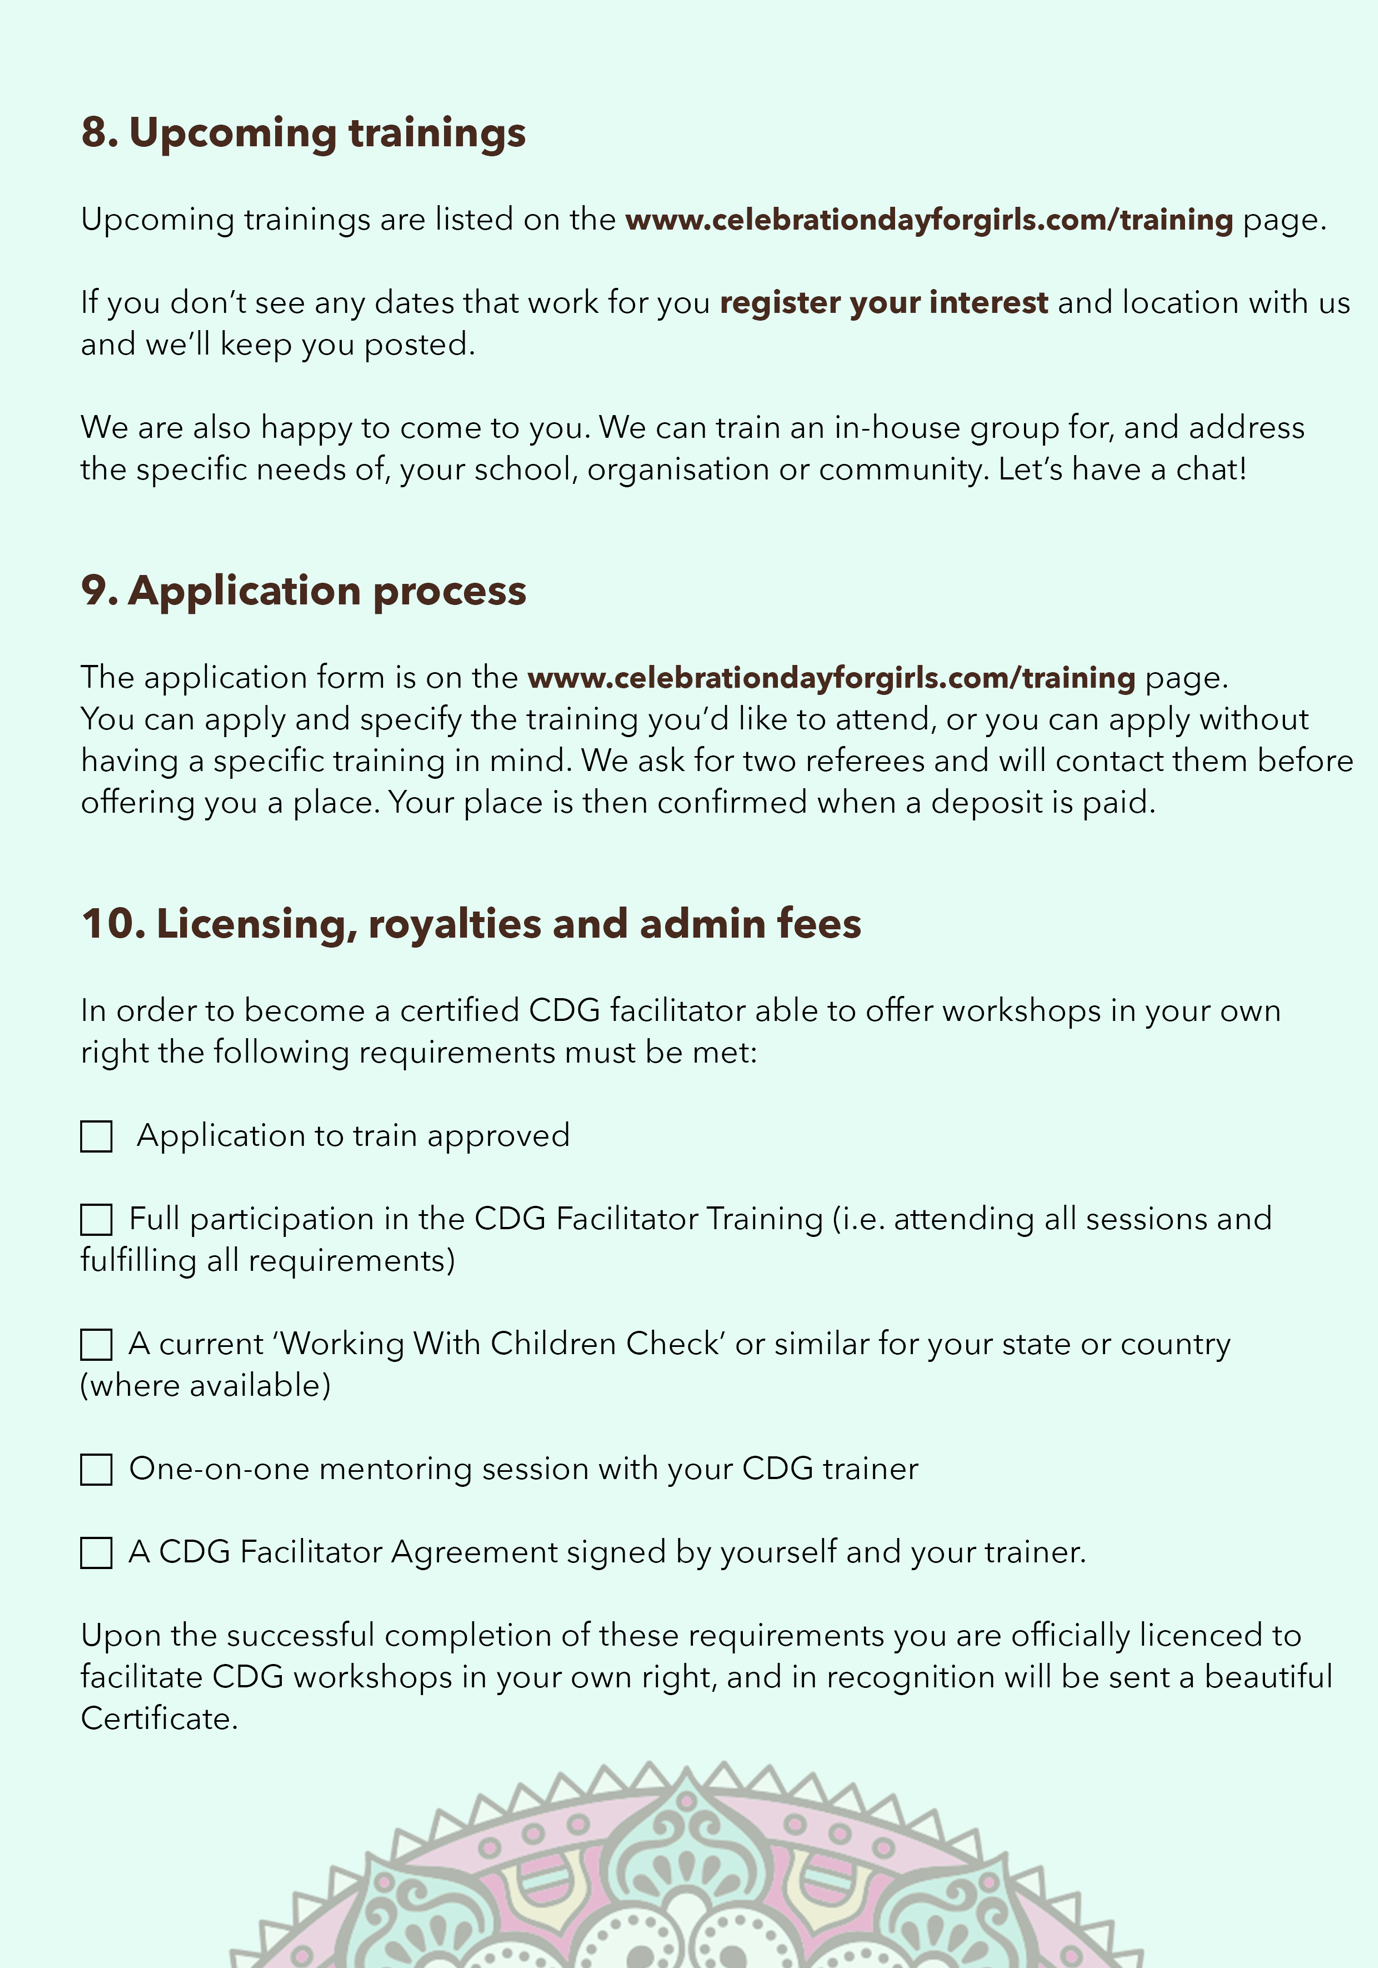 8. Upcoming trainings
Upcoming trainings are listed on the www.celebrationdayforgirls.com/training page.
If you don’t see any dates that work for you register your interest and location with us
and we’ll keep you posted.
We are also happy to come to you. We can train an in-house group for, and address
the specific needs of, your school, organisation or community. Let’s have a chat!
9. Application process
The application form is on the www.celebrationdayforgirls.com/training page.
You can apply and specify the training you’d like to attend, or you can apply without
having a specific training in mind. We ask for two referees and will contact them before
offering you a place. Your place is then confirmed when a deposit is paid.
10. Licensing, royalties and admin fees
In order to become a certified CDG facilitator able to offer workshops in your own
right the following requirements must be met:
Application to train approved
Full participation in the CDG Facilitator Training (i.e. attending all sessions and
fulfilling all requirements)
A current ‘Working With Children Check’ or similar for your state or country
(where available)
One-on-one mentoring session with your CDG trainer
A CDG Facilitator Agreement signed by yourself and your trainer.
Upon the successful completion of these requirements you are officially licenced to
facilitate CDG workshops in your own right, and in recognition will be sent a beautiful
Certificate.